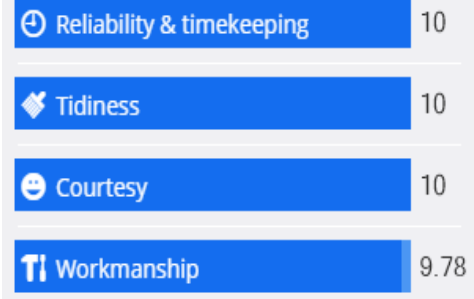 Reliability & timekeeping 10
Tidiness 10
Courtesy 10
Workmanship 9.78